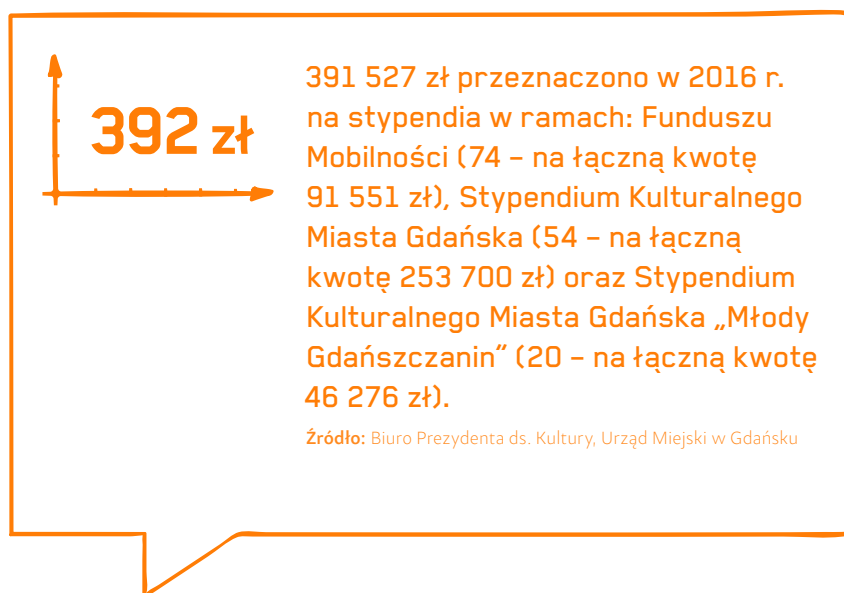 392 zł
391 527 zł przeznaczono w 2016 r.
na stypendia w ramach: Funduszu
Mobilności (74 – na łączną kwotę
91 551 zł), Stypendium Kulturalnego
Miasta Gdańska (54 – na łączną
kwotę 253 700 zł) oraz Stypendium
Kulturalnego Miasta Gdańska „Młody
Gdańszczanin” (20 – na łączną kwotę
46 276 zł).
Źródło: Biuro Prezydenta ds. Kultury, Urząd Miejski w Gdańsku